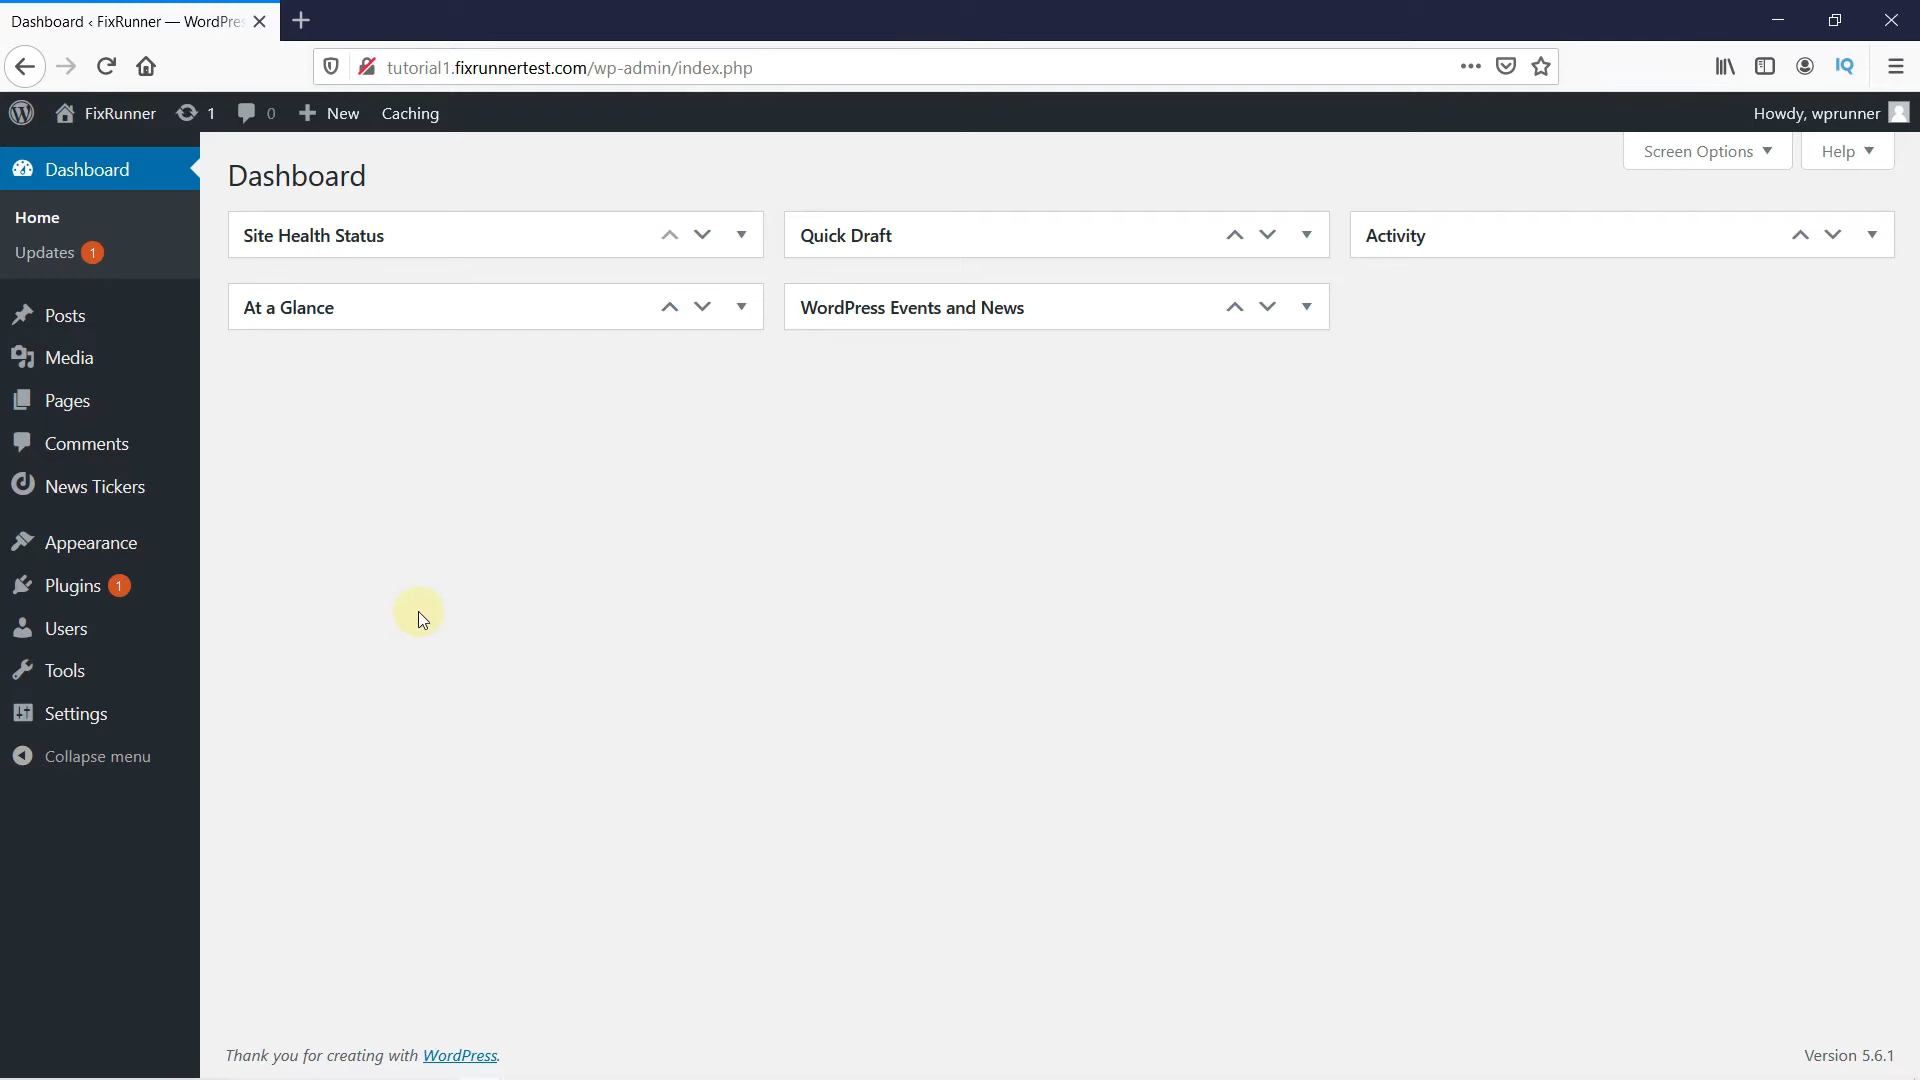 Dashboard ‹ FixRunner — WordPres
tutorial1.fixrunnertest.com/wp-admin/index.php
IQ
FixRunner 1 0 New Caching Howdy, wprunner
Dashboard
Home
Updates 1
Posts
Media
Pages
Comments
News Tickers
Appearance
Plugins 1
Users
Tools
Settings
Collapse menu
Screen Options Help
Dashboard
Site Health Status
Quick Draft
Activity
At a Glance
WordPress Events and News
Thank you for creating with WordPress.
Version 5.6.1